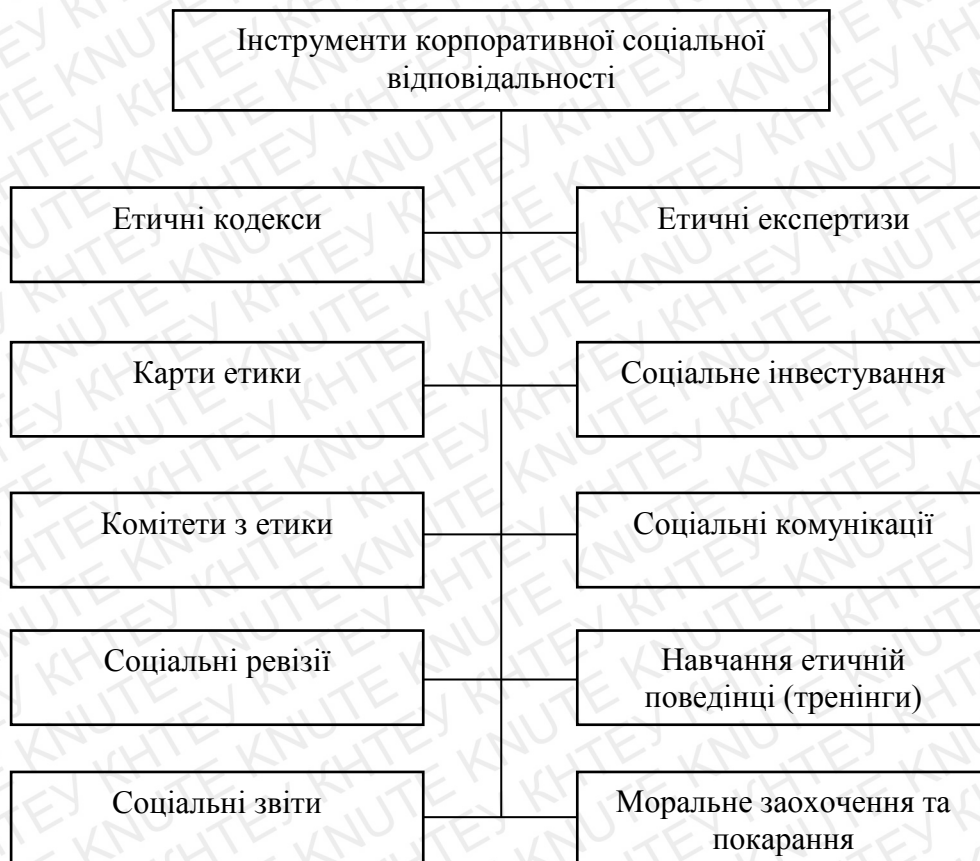 Інструменти корпоративної соціальної
відповідальності
Етичні кодекси
Етичні експертизи
Карти етики
Соціальне інвестування
Комітети з етики
Соціальні комунікації
Соціальні ревізії
Навчання етичній
поведінці (тренінги)
Соціальні звіти
Моральне заохочення та
покарання